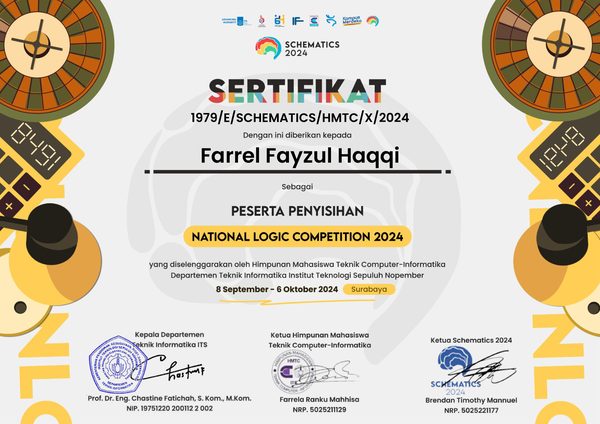 SCHEMATICS
2024
SERTIFIKAT
1979/E/SCHEMATICS/HMTC/X/2024
Dengan ini diberikan kepada
Farrel Fayzul Haqqi
Sebagai
PESERTA PENYISIHAN
NATIONAL LOGIC COMPETITION 2024
yang diselenggarakan oleh Himpunan Mahasiswa Teknik Computer-Informatika
Departemen Teknik Informatika Institut Teknologi Sepuluh Nopember
8 September - 6 Oktober 2024 Surabaya
Kepala Departemen
Teknik Informatika ITS
Prof. Dr. Eng. Chastine Fatichah, S. Kom., M.Kom.
NIP. 19751220 200112 2 002
Ketua Himpunan Mahasiswa
Teknik Computer-Informatika
HMTC
Farrela Ranku Mahhisa
NRP. 5025211129
Ketua Schematics 2024
SCHEMATICS
2024
Brendan Timothy Mannuel
NRP. 5025221177